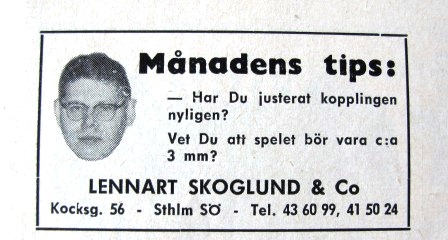 Månadens tips:
— Har Du justerat kopplingen
nyligen?
Vet Du att spelet bör vara c:a
3 mm?
LENNART SKOGLUND & Co
Kocksg. 56 - Sthlm SÖ - Tel. 43 60 99, 41 50 24